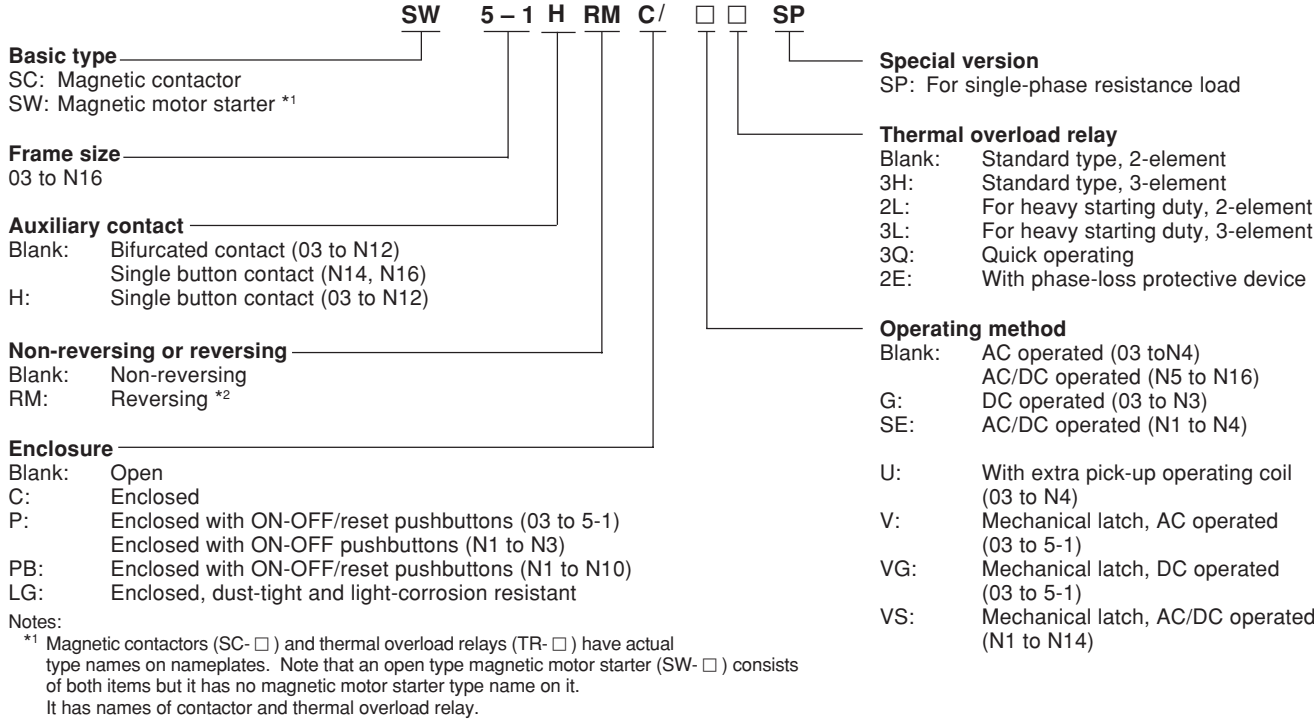 SW 5 – 1 H RM C/ □ □ SP
Basic type
SC: Magnetic contactor
SW: Magnetic motor starter *1
Frame size
03 to N16
Auxiliary contact
Blank: Bifurcated contact (03 to N12)
Single button contact (N14, N16)
H: Single button contact (03 to N12)
Non-reversing or reversing
Blank: Non-reversing
RM: Reversing *2
Enclosure
Blank: Open
C: Enclosed
P: Enclosed with ON-OFF/reset pushbuttons (03 to 5-1)
Enclosed with ON-OFF pushbuttons (N1 to N3)
PB: Enclosed with ON-OFF/reset pushbuttons (N1 to N10)
LG: Enclosed, dust-tight and light-corrosion resistant
Notes:
*1 Magnetic contactors (SC- □ ) and thermal overload relays (TR- □ ) have actual
type names on nameplates. Note that an open type magnetic motor starter (SW- □ ) consists
of both items but it has no magnetic motor starter type name on it.
It has names of contactor and thermal overload relay.
Special version
SP: For single-phase resistance load
Thermal overload relay
Blank: Standard type, 2-element
3H: Standard type, 3-element
2L: For heavy starting duty, 2-element
3L: For heavy starting duty, 3-element
3Q: Quick operating
2E: With phase-loss protective device
Operating method
Blank: AC operated (03 toN4)
AC/DC operated (N5 to N16)
G: DC operated (03 to N3)
SE: AC/DC operated (N1 to N4)
U: With extra pick-up operating coil
(03 to N4)
V: Mechanical latch, AC operated
(03 to 5-1)
VG: Mechanical latch, DC operated
(03 to 5-1)
VS: Mechanical latch, AC/DC operated
(N1 to N14)